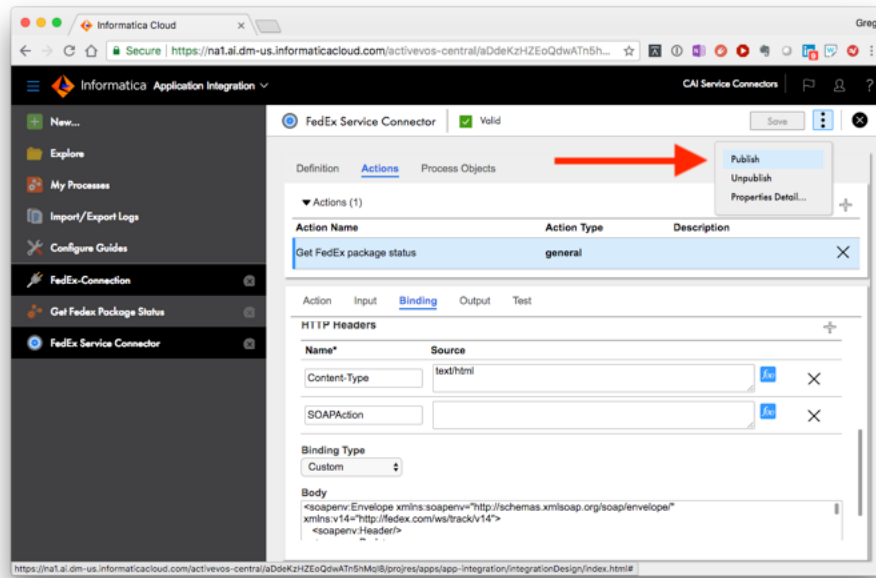 Informatica Cloud
Greg
Secure https://na1.ai.dm-us.informaticacloud.com/activevos-central/aDdeKzHZEoQdwATn5h...
Informatica Application Integration
CAI Service Connectors
?
New...
Explore
My Processes
Import/Export Logs
Configure Guides
FedEx-Connection
Get Fedex Package Status
FedEx Service Connector
FedEx Service Connector
Valid
Save
Publish
Unpublish
Properties Detail...
Definition Actions Process Objects
Actions (1)
Action Name Action Type Description
Get FedEx package status general
Action Input Binding Output Test
HTTP Headers
Name* Source
Content-Type text/html
SOAPAction
Binding Type
Custom
Body
<soapenv:Envelope xmlns:soapenv="http://schemas.xmlsoap.org/soap/envelope/"
xmlns:v14="http://fedex.com/ws/track/v14">
<soapenv:Header/>
https://na1.ai.dm-us.informaticacloud.com/activevos-central/aDdeKzHZEoQdwATn5hMqI8/projres/apps/app-integration/integrationDesign/index.html#